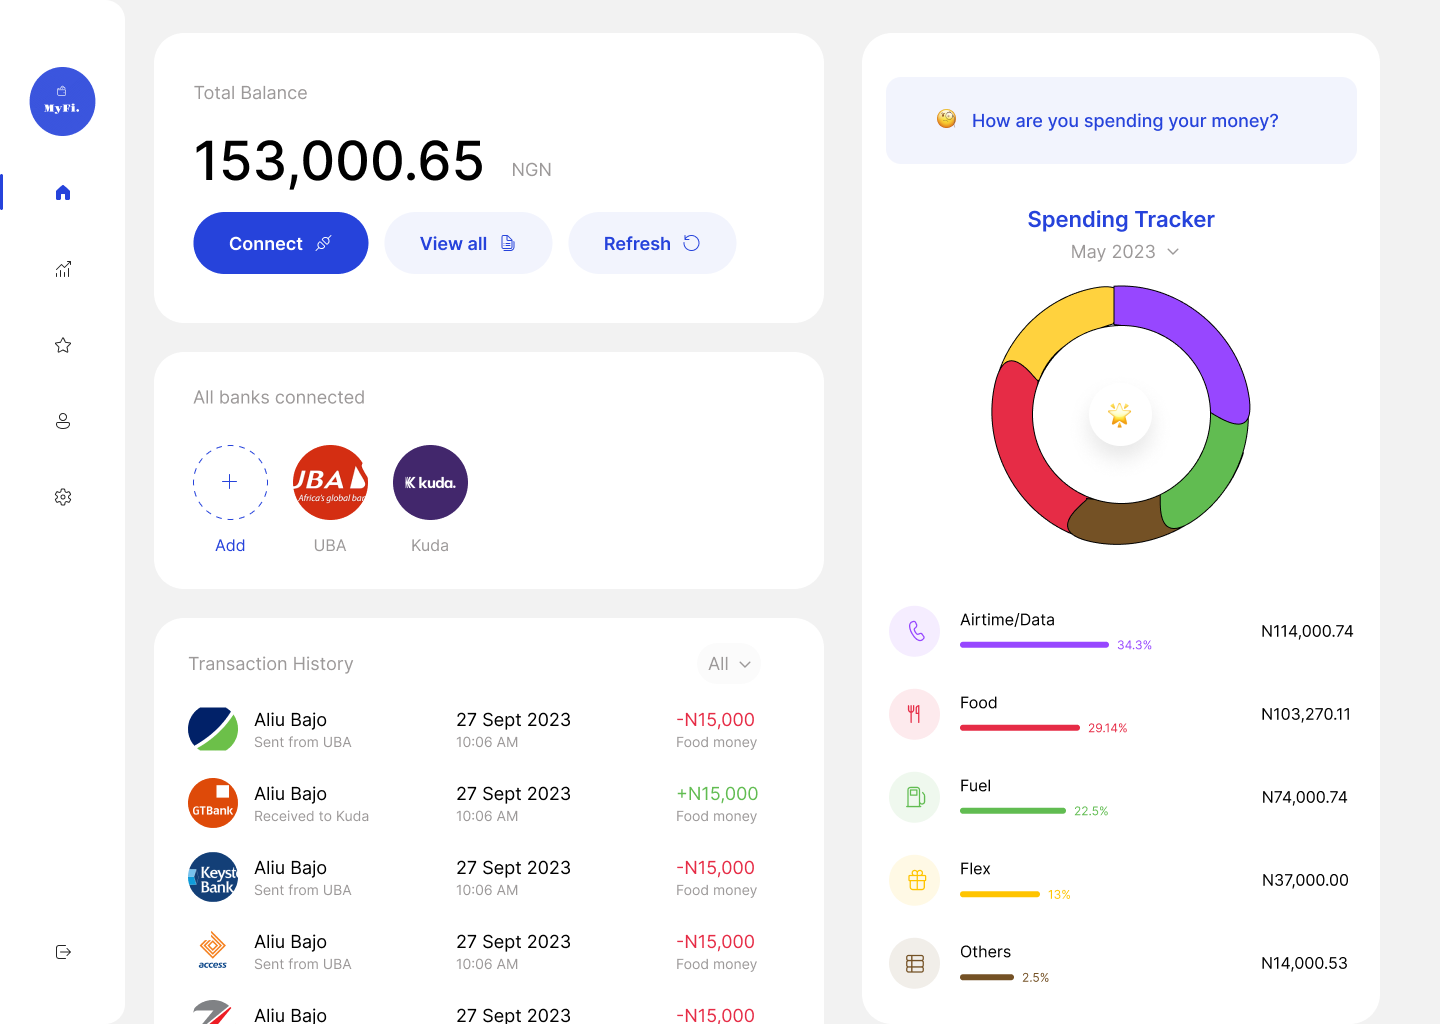 MyFi.
Total Balance
153,000.65 NGN
Connect
View all
Refresh
All banks connected
UBA
Africa's global ban
kuda.
Add
UBA
Kuda
Transaction History
All
Aliu Bajo
Sent from UBA
27 Sept 2023
10:06 AM
-N15,000
Food money
GTBank
Aliu Bajo
Received to Kuda
27 Sept 2023
10:06 AM
+N15,000
Food money
Keyst
Bank
Aliu Bajo
Sent from UBA
27 Sept 2023
10:06 AM
-N15,000
Food money
access
Aliu Bajo
Sent from UBA
27 Sept 2023
10:06 AM
-N15,000
Food money
Aliu Bajo
27 Sept 2023
-N15,000
How are you spending your money?
Spending Tracker
May 2023
Airtime/Data
34.3%
N114,000.74
Food
29.14%
N103,270.11
Fuel
22.5%
N74,000.74
Flex
13%
N37,000.00
Others
2.5%
N14,000.53